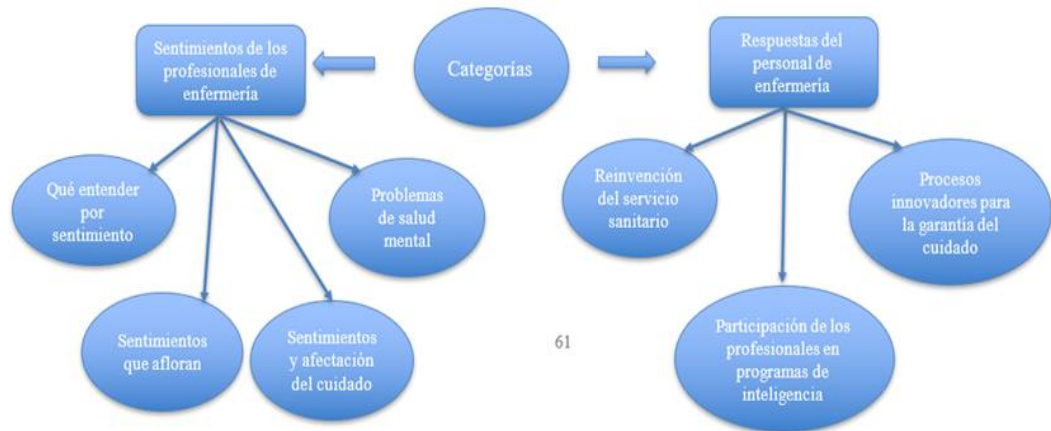 Sentimientos de los
profesionales de
enfermería
Categorías
Respuestas del
personal de
enfermería
Qué entender
por
sentimiento
Problemas
de salud
mental
Reinvención
del servicio
sanitario
Procesos
innovadores para
la garantía del
cuidado
Sentimientos
que afloran
Sentimientos
y afectación
del cuidado
61
Participación de los
profesionales en
programas de
inteligencia